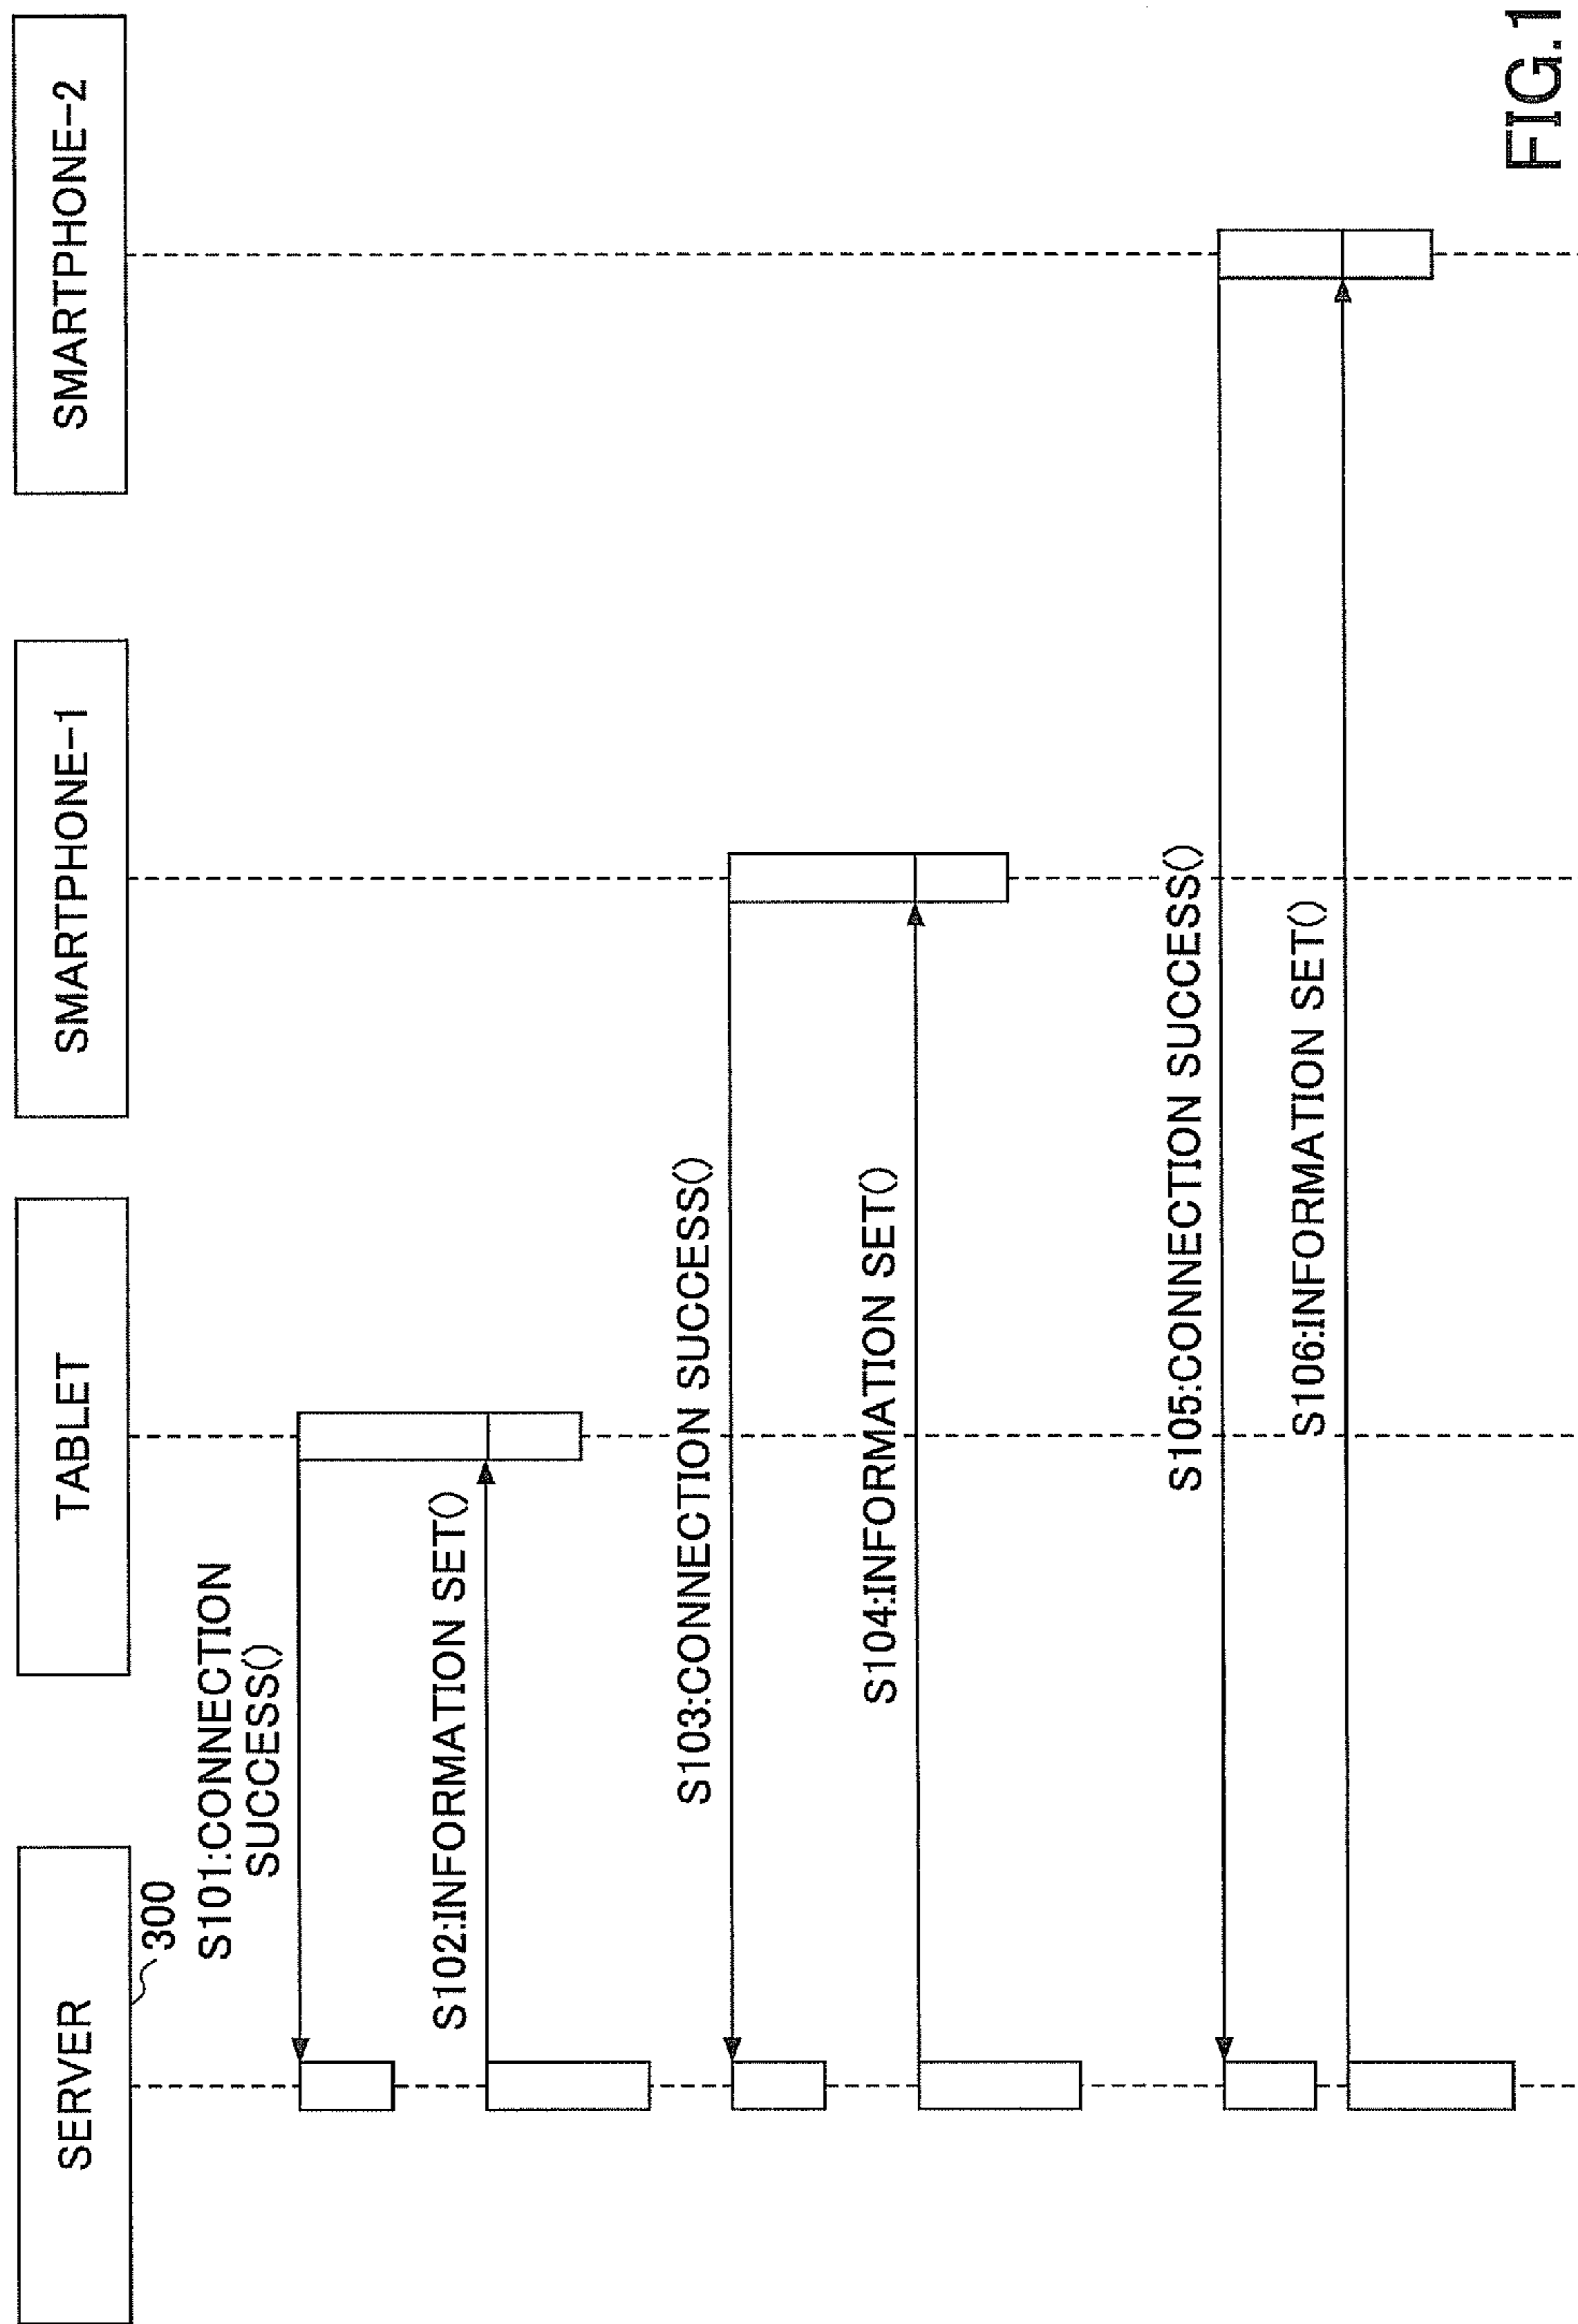 SERVER
TABLET
SMARTPHONE-1
SMARTPHONE-2
300
S101:CONNECTION
SUCCESS()
S102:INFORMATION SET()
S103:CONNECTION SUCCESS()
S104:INFORMATION SET()
S105:CONNECTION SUCCESS()
S106:INFORMATION SET()
FIG.1